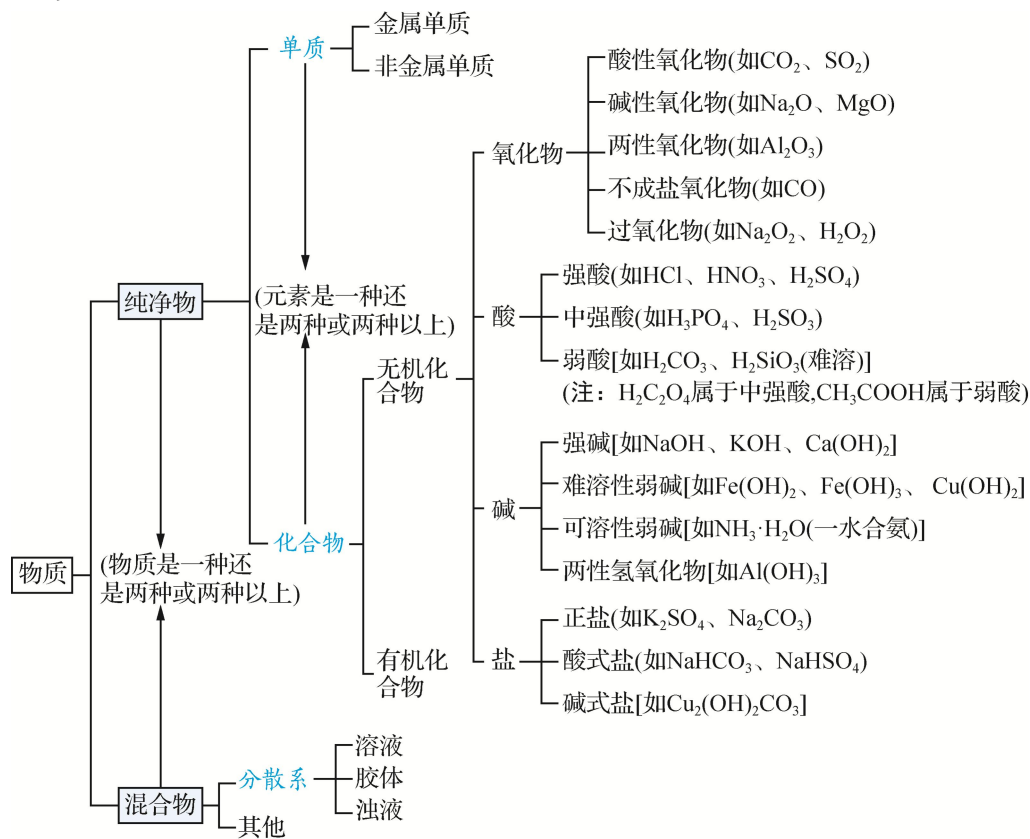 单质
金属单质
非金属单质
酸性氧化物(如CO₂、SO₂)
碱性氧化物(如Na₂O、MgO)
氧化物
两性氧化物(如Al₂O₃)
不成盐氧化物(如CO)
过氧化物(如Na₂O₂、H₂O₂)
纯净物
(元素是一种还
是两种或两种以上)
强酸(如HCl、HNO₃、H₂SO₄)
酸
中强酸(如H₃PO₄、H₂SO₃)
弱酸[如H₂CO₃、H₂SiO₃(难溶)]
(注：H₂C₂O₄属于中强酸,CH₃COOH属于弱酸)
无机化
合物
强碱[如NaOH、KOH、Ca(OH)₂]
难溶性弱碱[如Fe(OH)₂、Fe(OH)₃、 Cu(OH)₂]
碱
可溶性弱碱[如NH₃·H₂O(一水合氨)]
两性氢氧化物[如Al(OH)₃]
化合物
物质
(物质是一种还
是两种或两种以上)
正盐(如K₂SO₄、Na₂CO₃)
盐
酸式盐(如NaHCO₃、NaHSO₄)
碱式盐[如Cu₂(OH)₂CO₃]
有机化
合物
混合物
分散系
溶液
胶体
浊液
其他